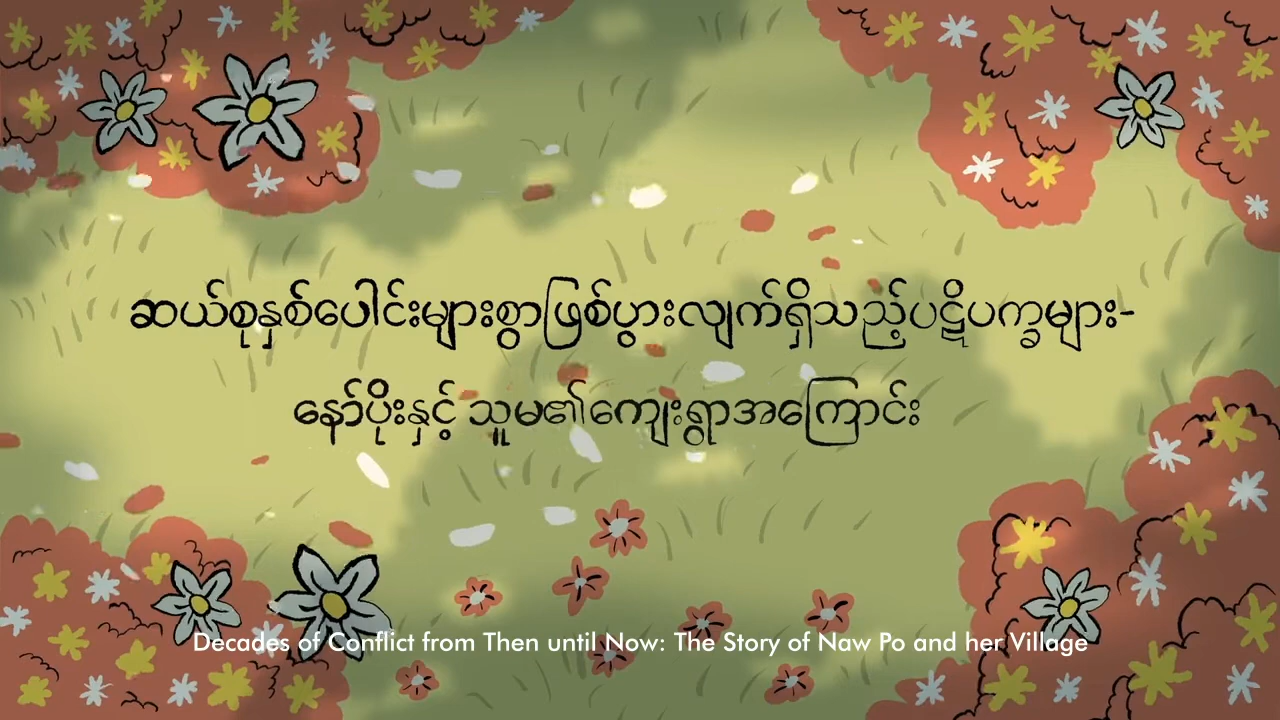 ဆယ်စုနှစ်ပေါင်းများစွာဖြစ်ပွားလျက်ရှိသည့်ပဋိပက္ခများ-
နော်ပိုးနှင့် သူမ၏ကျေးရွာအကြောင်း
Decades of Conflict from Then until Now: The Story of Naw Po and her Village